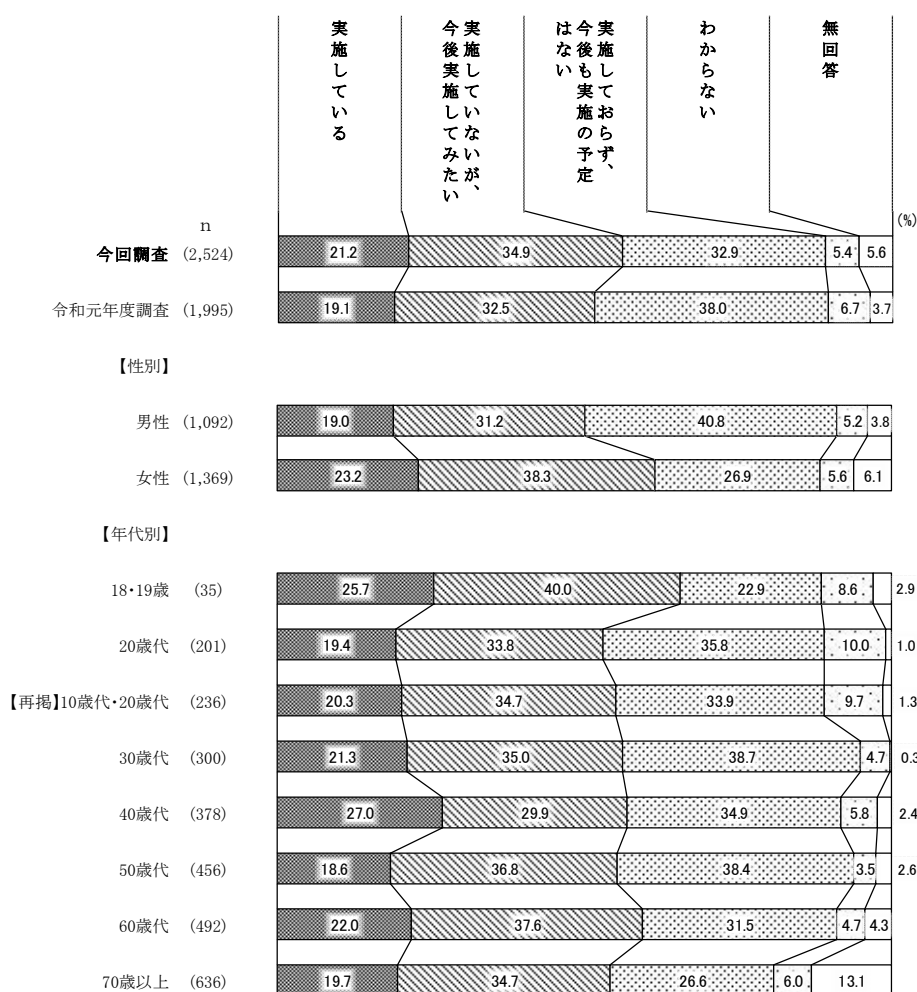 実施している
実施していないが、
今後実施してみたい
実施しておらず、
今後も実施の予定
はない
わからない
無回答
(%)
n
今回調査 (2,524) 21.2 34.9 32.9 5.4 5.6
令和元年度調査 (1,995) 19.1 32.5 38.0 6.7 3.7
【性別】
男性 (1,092) 19.0 31.2 40.8 5.2 3.8
女性 (1,369) 23.2 38.3 26.9 5.6 6.1
【年代別】
18・19歳 (35) 25.7 40.0 22.9 8.6 2.9
20歳代 (201) 19.4 33.8 35.8 10.0 1.0
【再掲】10歳代・20歳代 (236) 20.3 34.7 33.9 9.7 1.3
30歳代 (300) 21.3 35.0 38.7 4.7 0.3
40歳代 (378) 27.0 29.9 34.9 5.8 2.4
50歳代 (456) 18.6 36.8 38.4 3.5 2.6
60歳代 (492) 22.0 37.6 31.5 4.7 4.3
70歳以上 (636) 19.7 34.7 26.6 6.0 13.1